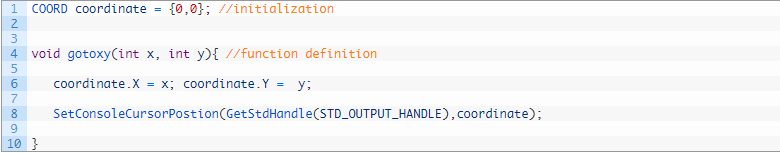 1 COORD coordinate = {0,0}; //initialization
2
3
4 void gotoxy(int x, int y){ //function definition
5
6 coordinate.X = x; coordinate.Y =  y;
7
8 SetConsoleCursorPostion(GetStdHandle(STD_OUTPUT_HANDLE),coordinate);
9
10 }